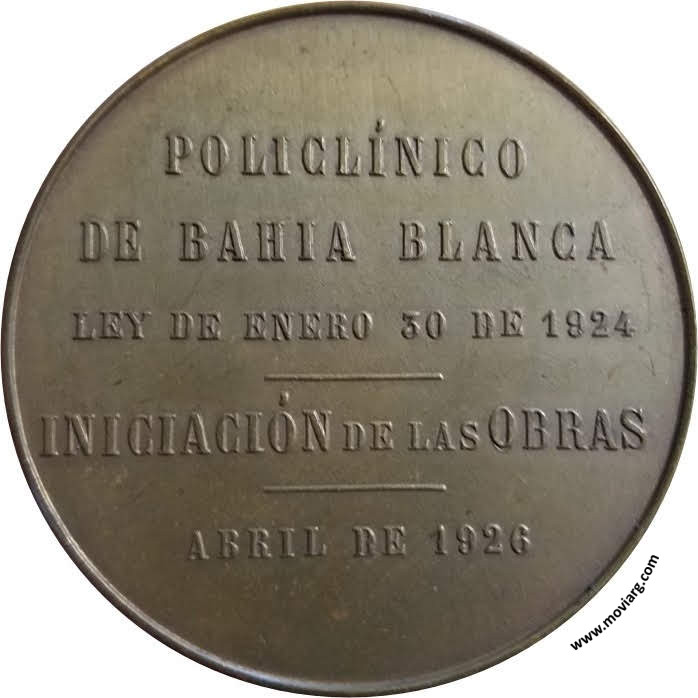 POLICLÍNICO
DE BAHIA BLANCA
LEY DE ENERO 30 DE 1924
INICIACIÓN DE LAS OBRAS
ABRIL DE 1926
www.moviarg.com